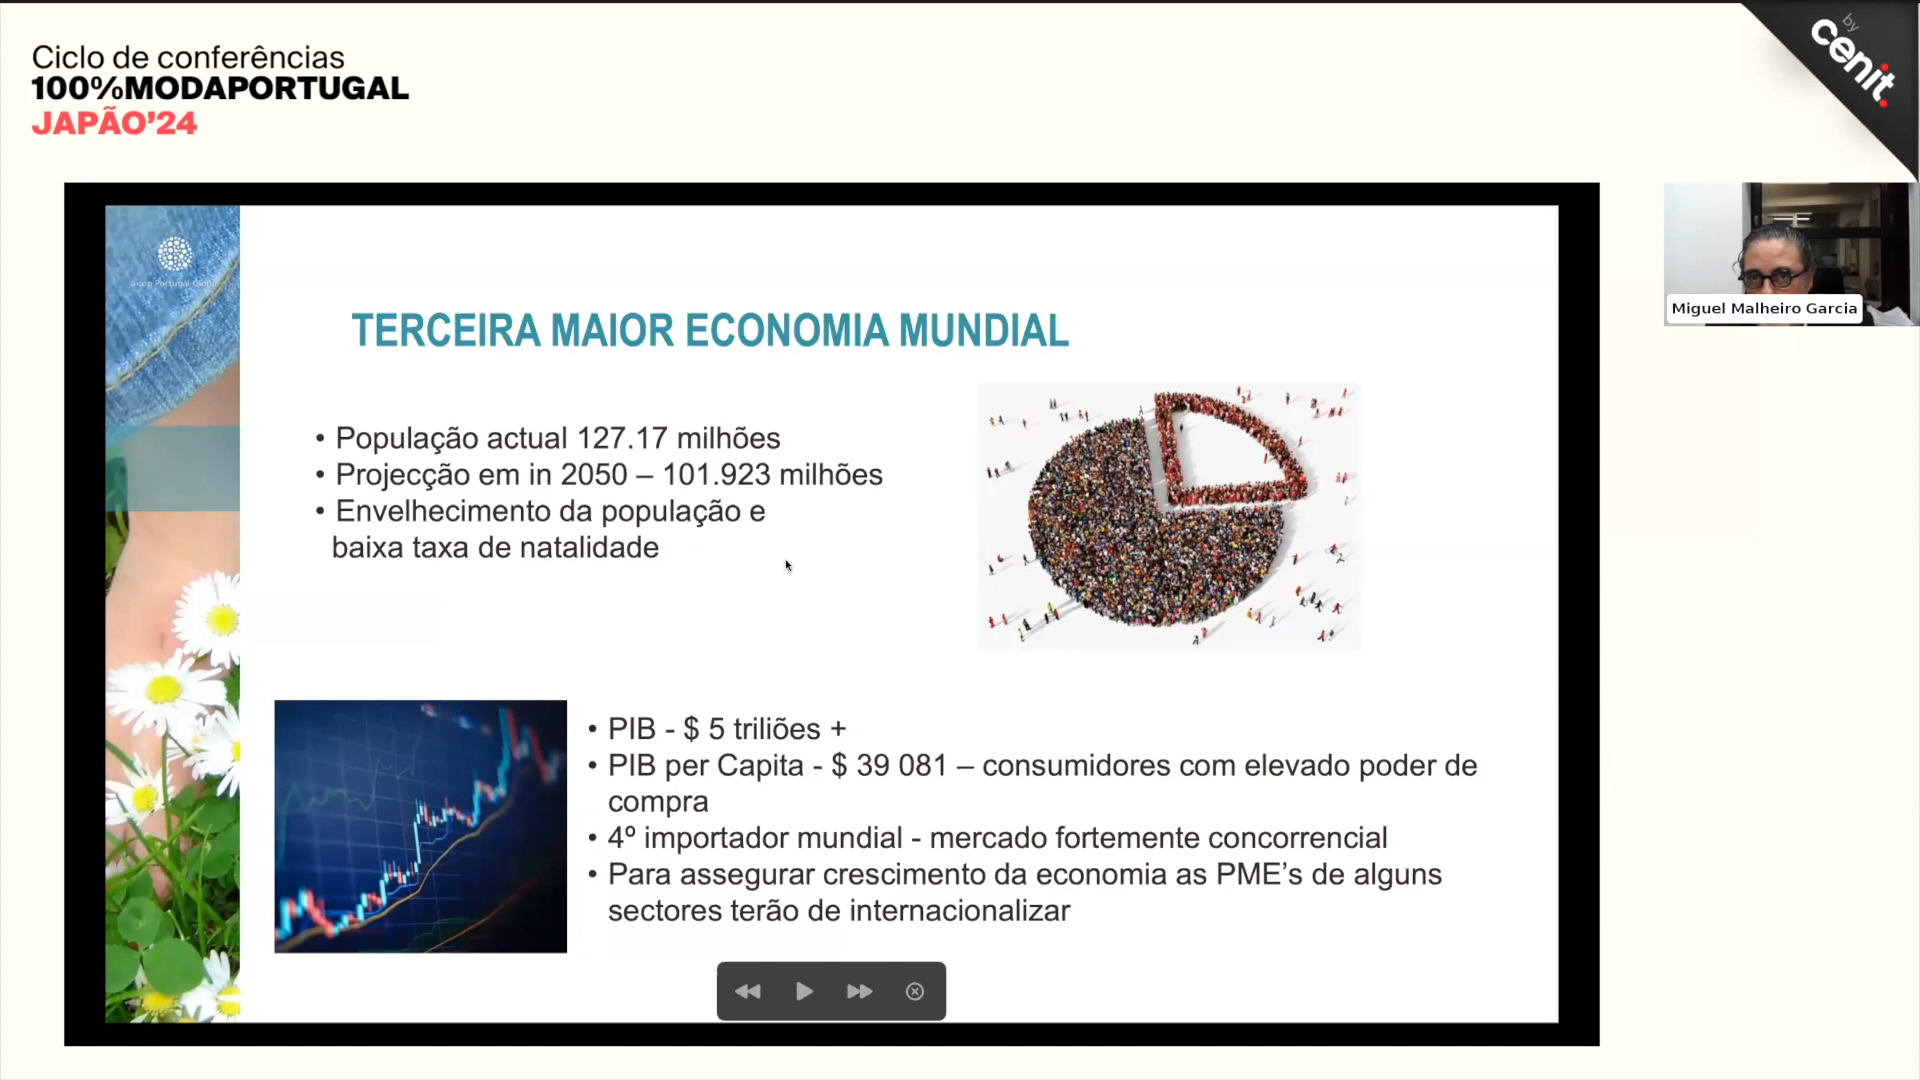 Ciclo de conferências
100%MODAPORTUGAL
JAPÃO’24
by
cenit.
Miguel Malheiro Garcia
aicep Portugal Global
TERCEIRA MAIOR ECONOMIA MUNDIAL
• População actual 127.17 milhões
• Projecção em in 2050 – 101.923 milhões
• Envelhecimento da população e
baixa taxa de natalidade
• PIB - $ 5 triliões +
• PIB per Capita - $ 39 081 – consumidores com elevado poder de
compra
• 4º importador mundial - mercado fortemente concorrencial
• Para assegurar crescimento da economia as PME’s de alguns
sectores terão de internacionalizar